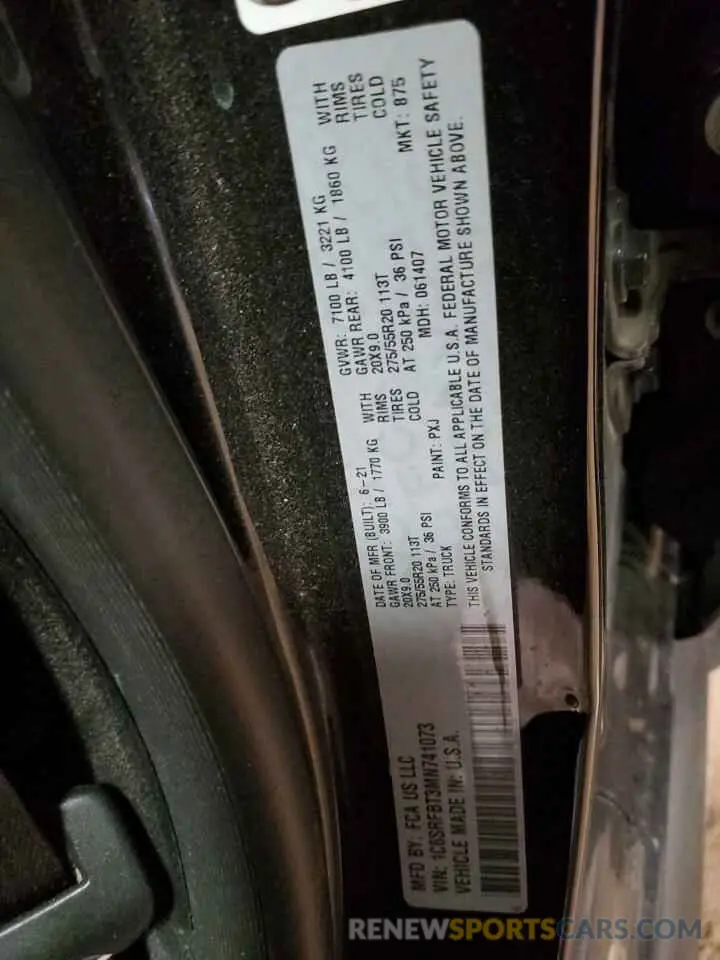 MFD BY: FCA US LLC
VIN: 1C6SRFBT3MN741073
VEHICLE MADE IN: U.S.A.
DATE OF MFR (BUILT): 6-21
GAWR FRONT: 3900 LB / 1770 KG WITH
20X9.0 RIMS
275/55R20 113T TIRES
AT 250 kPa / 36 PSI COLD
TYPE: TRUCK PAINT: PXJ
GVWR: 7100 LB / 3221 KG
GAWR REAR: 4100 LB / 1860 KG WITH
20X9.0 RIMS
275/55R20 113T TIRES
AT 250 kPa / 36 PSI COLD
MDH: 061407 MKT: 875
THIS VEHICLE CONFORMS TO ALL APPLICABLE U.S.A. FEDERAL MOTOR VEHICLE SAFETY
STANDARDS IN EFFECT ON THE DATE OF MANUFACTURE SHOWN ABOVE.
RENEWSPORTSCARS.COM